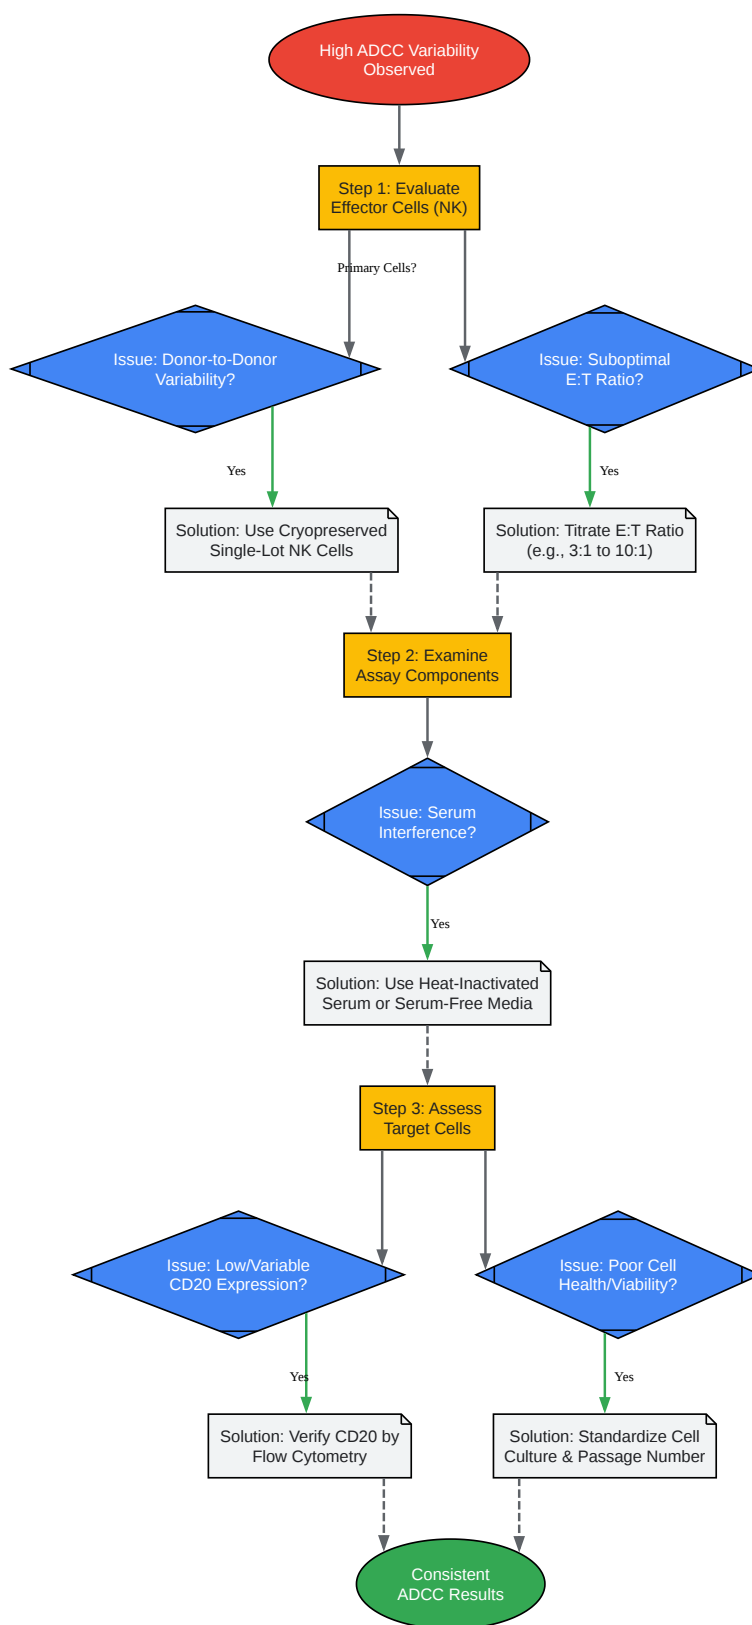 High ADCC Variability
Observed
Step 1: Evaluate
Effector Cells (NK)
Primary Cells?
Issue: Donor-to-Donor
Variability?
Issue: Suboptimal
E:T Ratio?
Yes
Yes
Solution: Use Cryopreserved
Single-Lot NK Cells
Solution: Titrate E:T Ratio
(e.g., 3:1 to 10:1)
Step 2: Examine
Assay Components
Issue: Serum
Interference?
Yes
Solution: Use Heat-Inactivated
Serum or Serum-Free Media
Step 3: Assess
Target Cells
Issue: Low/Variable
CD20 Expression?
Issue: Poor Cell
Health/Viability?
Yes
Yes
Solution: Verify CD20 by
Flow Cytometry
Solution: Standardize Cell
Culture & Passage Number
Consistent
ADCC Results